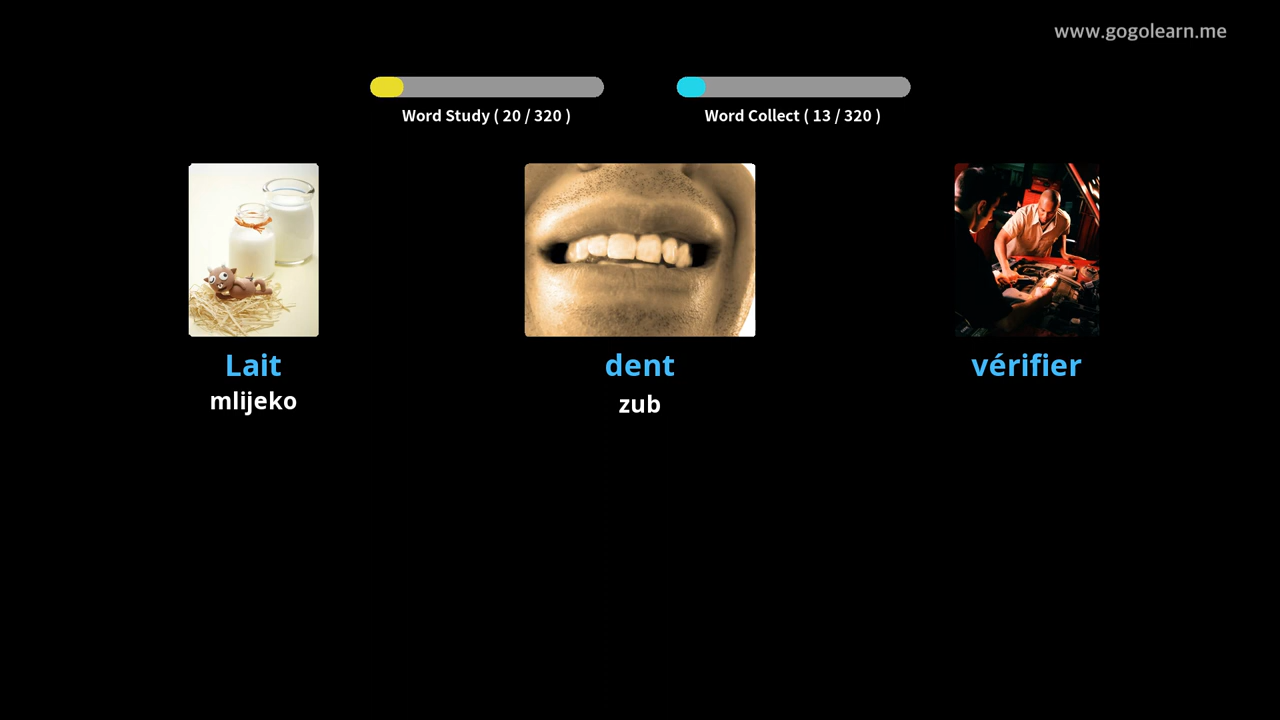 www.gogolearn.me
Word Study ( 20 / 320 )
Word Collect ( 13 / 320 )
Lait
mlijeko
dent
zub
vérifier